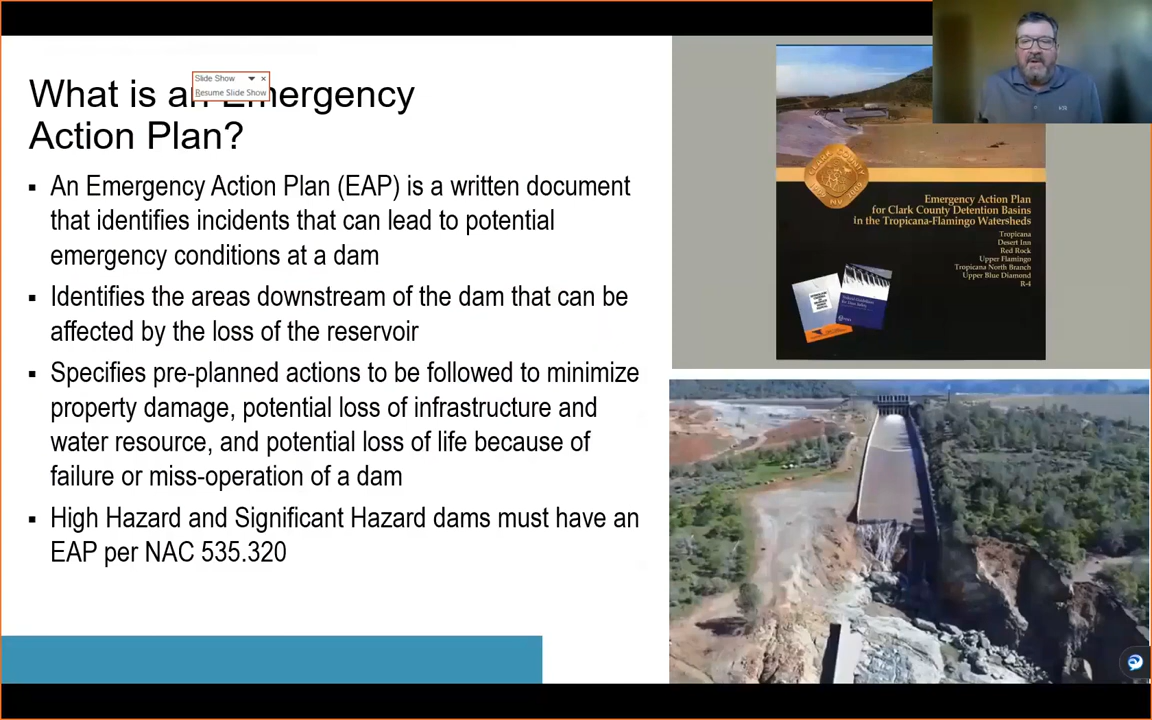 Slide Show
Resume Slide Show
What is an Emergency
Action Plan?
▪ An Emergency Action Plan (EAP) is a written document
that identifies incidents that can lead to potential
emergency conditions at a dam
▪ Identifies the areas downstream of the dam that can be
affected by the loss of the reservoir
▪ Specifies pre-planned actions to be followed to minimize
property damage, potential loss of infrastructure and
water resource, and potential loss of life because of
failure or miss-operation of a dam
▪ High Hazard and Significant Hazard dams must have an
EAP per NAC 535.320
CLARK COUNTY
Emergency Action Plan
for Clark County Detention Basins
in the Tropicana-Flamingo Watersheds
Tropicana
Desert Inn
Red Rock
Upper Flamingo
Tropicana North Branch
Upper Blue Diamond
R-4